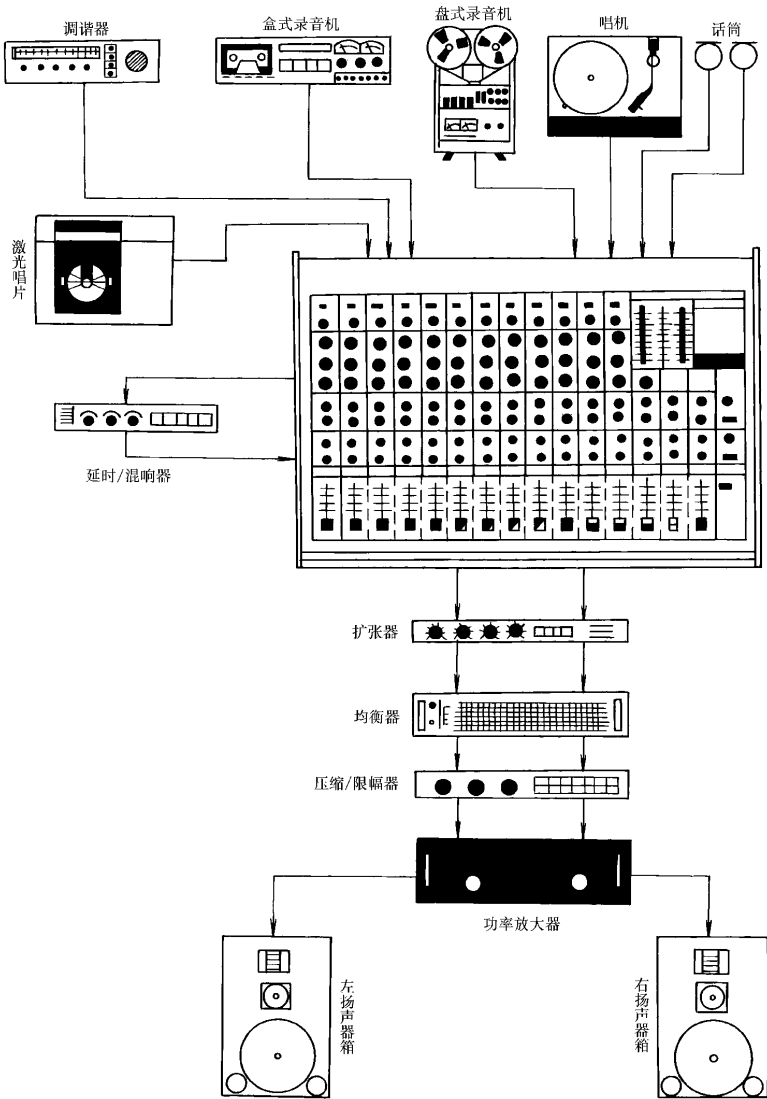 调谐器
盒式录音机
盘式录音机
唱机
话筒
激光唱片
延时/混响器
扩张器
均衡器
压缩/限幅器
功率放大器
左扬声器箱
右扬声器箱